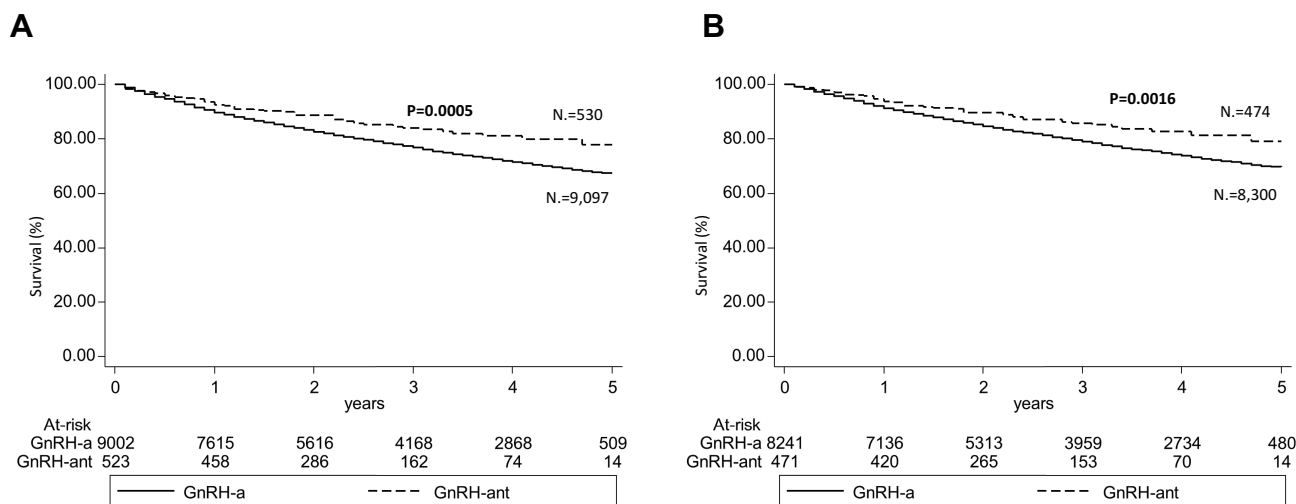 A
B
100.00
80.00
60.00
40.00
20.00
0.00
Survival (%)
P=0.0005
N.=530
N.=9,097
0 1 2 3 4 5
years
At-risk
GnRH-a 9002 7615 5616 4168 2868 509
GnRH-ant 523 458 286 162 74 14
GnRH-a GnRH-ant
100.00
80.00
60.00
40.00
20.00
0.00
Survival (%)
P=0.0016
N.=474
N.=8,300
0 1 2 3 4 5
years
At-risk
GnRH-a 8241 7136 5313 3959 2734 480
GnRH-ant 471 420 265 153 70 14
GnRH-a GnRH-ant